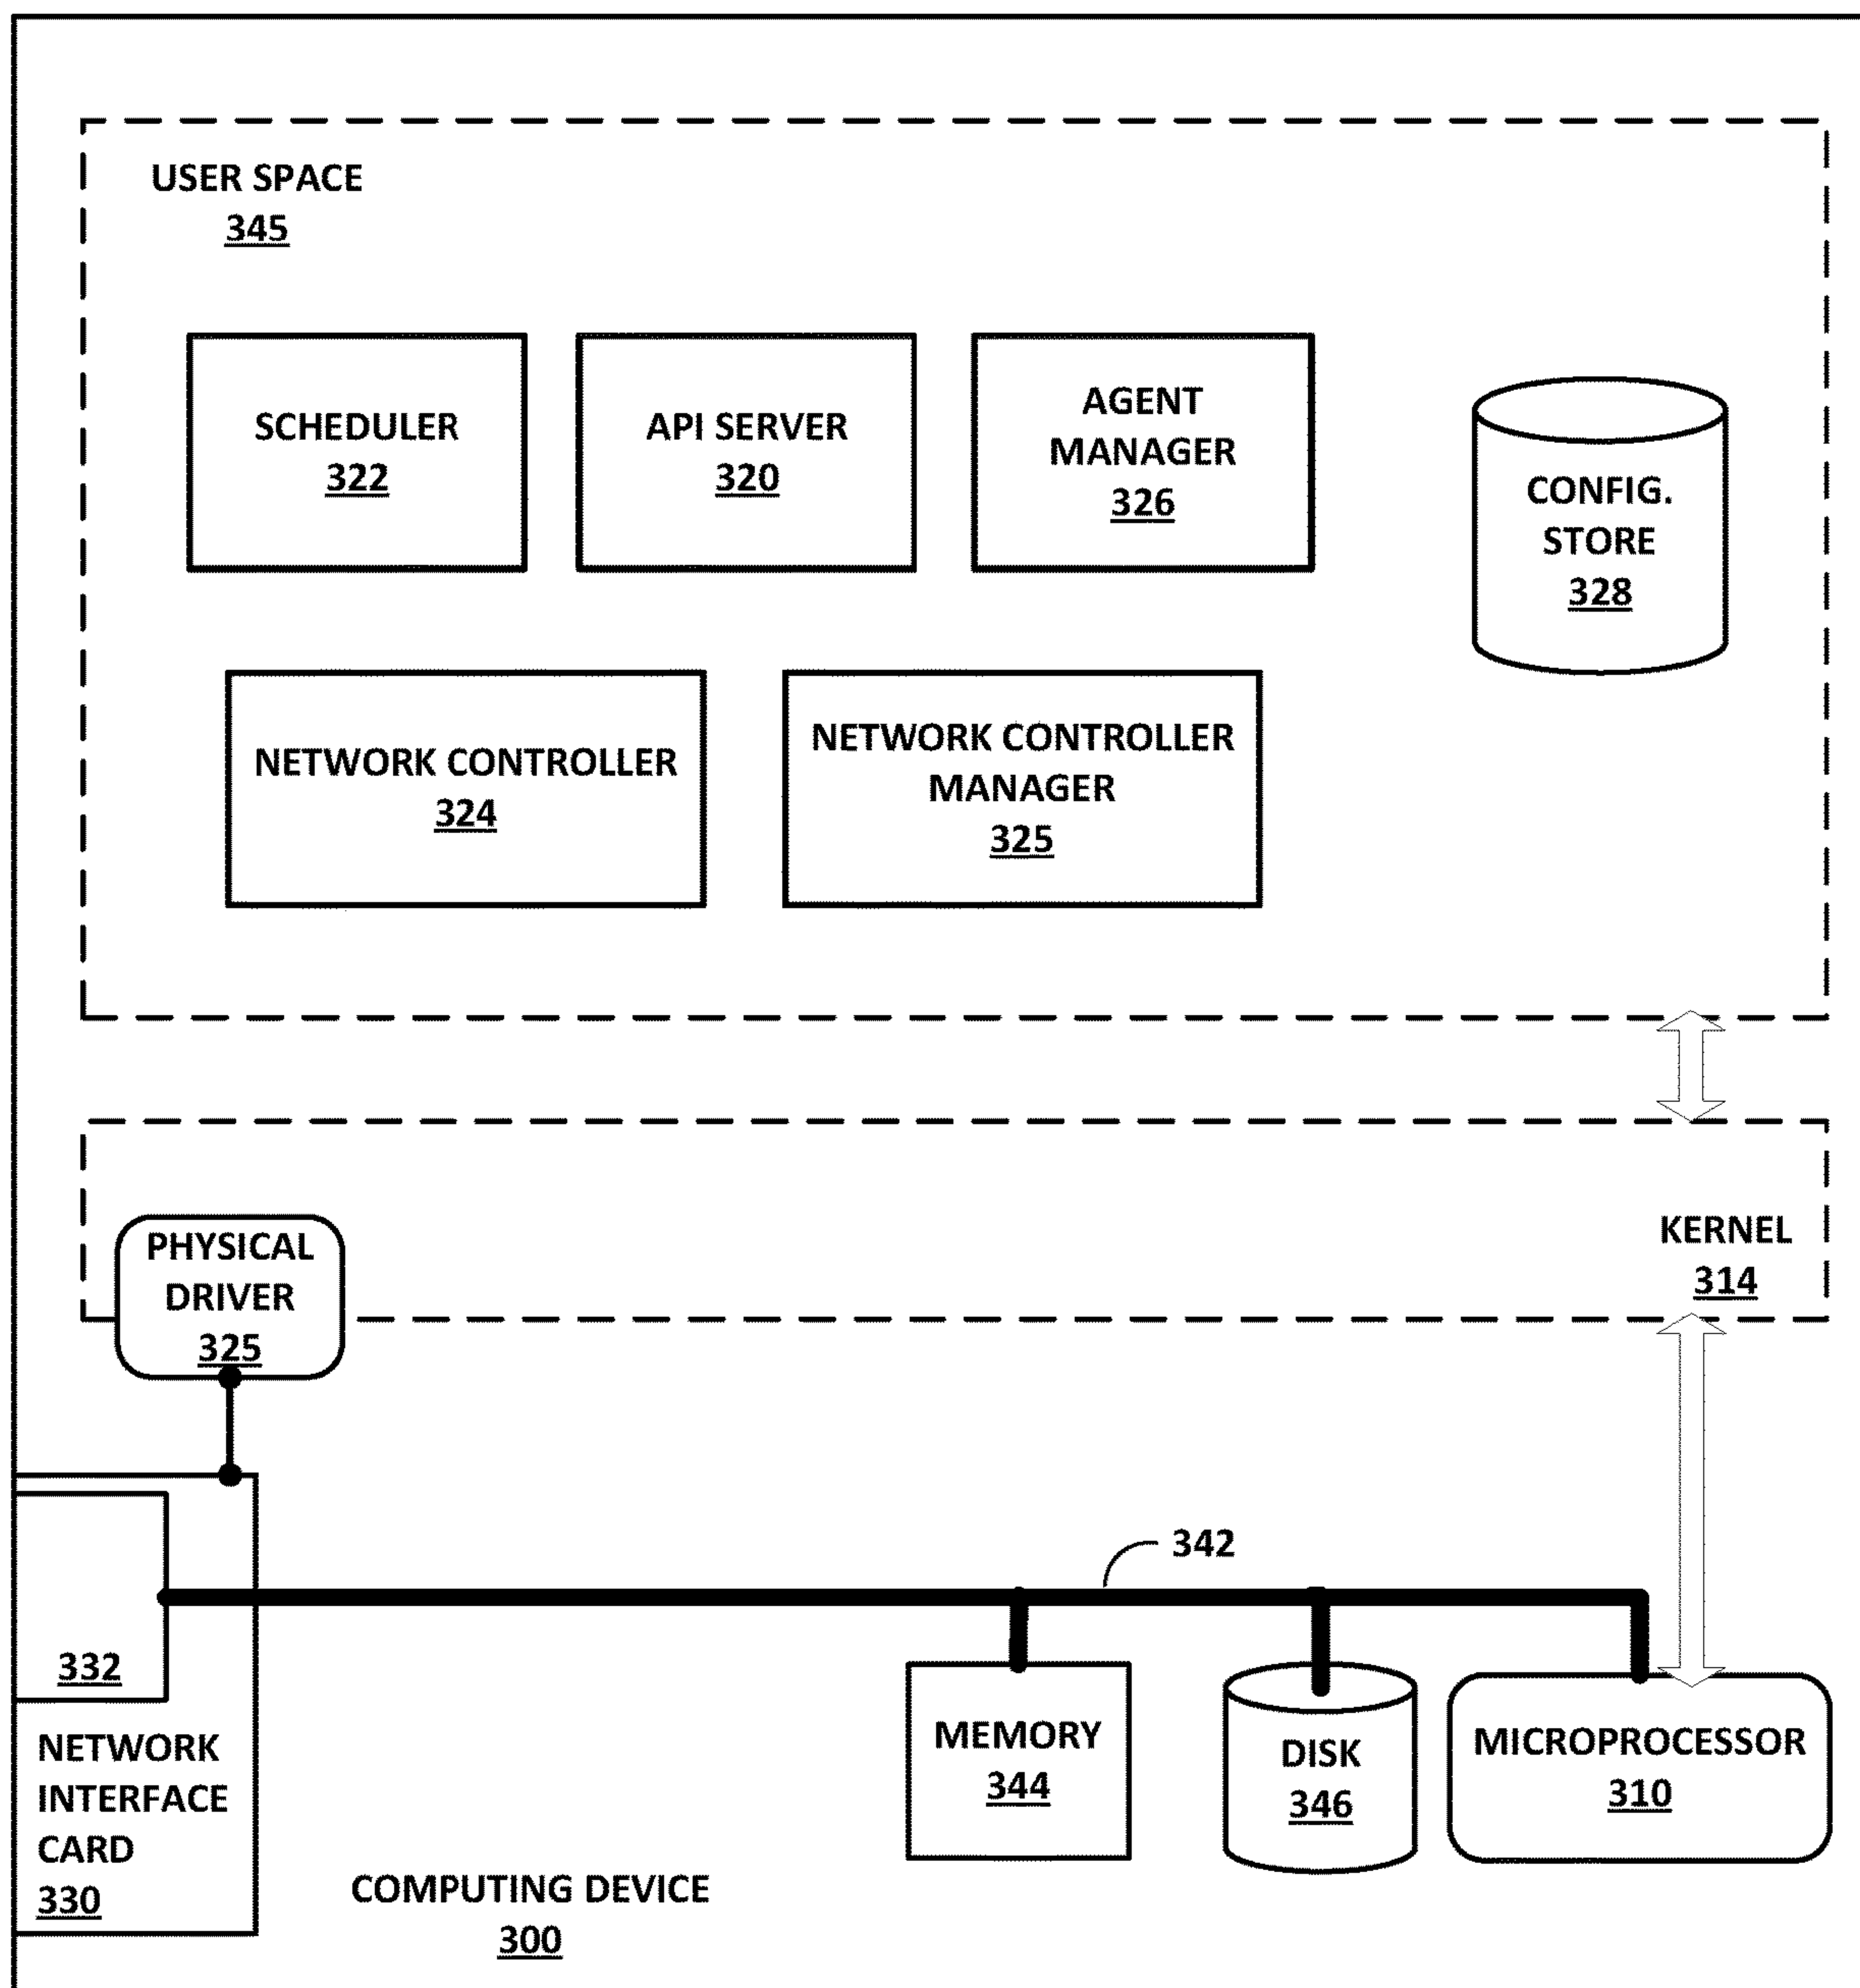 USER SPACE
345
SCHEDULER
322
API SERVER
320
AGENT
MANAGER
326
CONFIG.
STORE
328
NETWORK CONTROLLER
324
NETWORK CONTROLLER
MANAGER
325
PHYSICAL
DRIVER
325
KERNEL
314
342
332
NETWORK
INTERFACE
CARD
330
MEMORY
344
DISK
346
MICROPROCESSOR
310
COMPUTING DEVICE
300